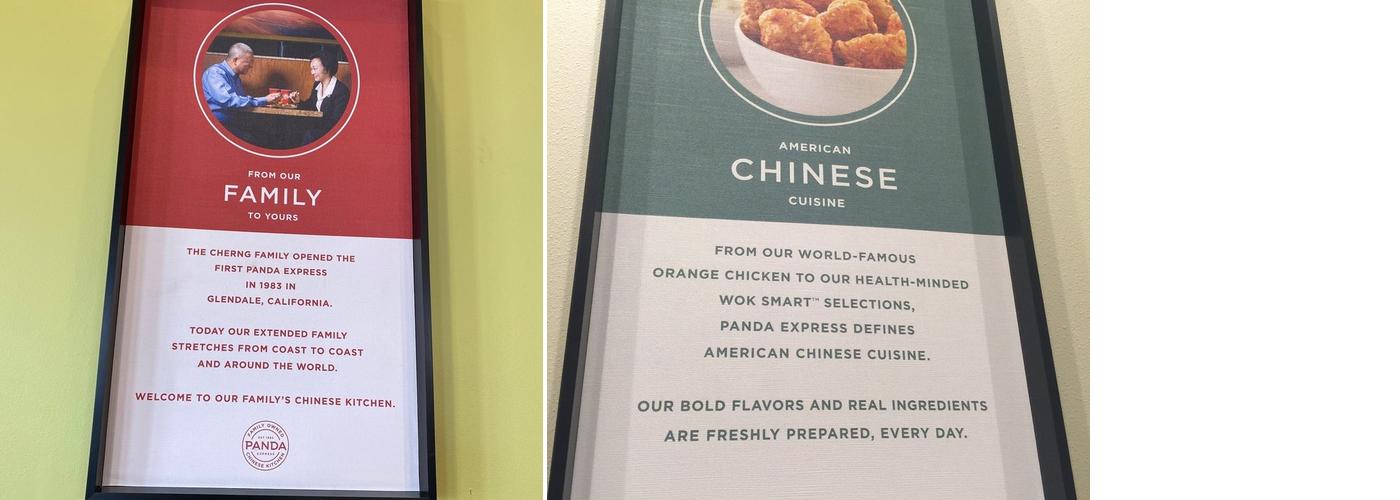 FROM OUR
FAMILY
TO YOURS
THE CHERNG FAMILY OPENED THE
FIRST PANDA EXPRESS
IN 1983 IN
GLENDALE, CALIFORNIA.
TODAY OUR EXTENDED FAMILY
STRETCHES FROM COAST TO COAST
AND AROUND THE WORLD.
WELCOME TO OUR FAMILY'S CHINESE KITCHEN.
FAMILY OWNED
EST 1983
PANDA
EXPRESS
CHINESE KITCHEN
AMERICAN
CHINESE
CUISINE
FROM OUR WORLD-FAMOUS
ORANGE CHICKEN TO OUR HEALTH-MINDED
WOK SMART™ SELECTIONS,
PANDA EXPRESS DEFINES
AMERICAN CHINESE CUISINE.
OUR BOLD FLAVORS AND REAL INGREDIENTS
ARE FRESHLY PREPARED, EVERY DAY.